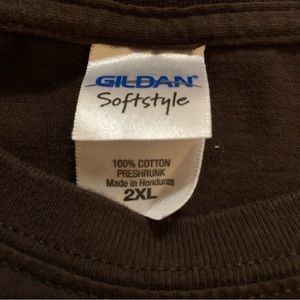 GILDAN®
Softstyle
100% COTTON
PRESHRUNK
Made in Honduras
2XL